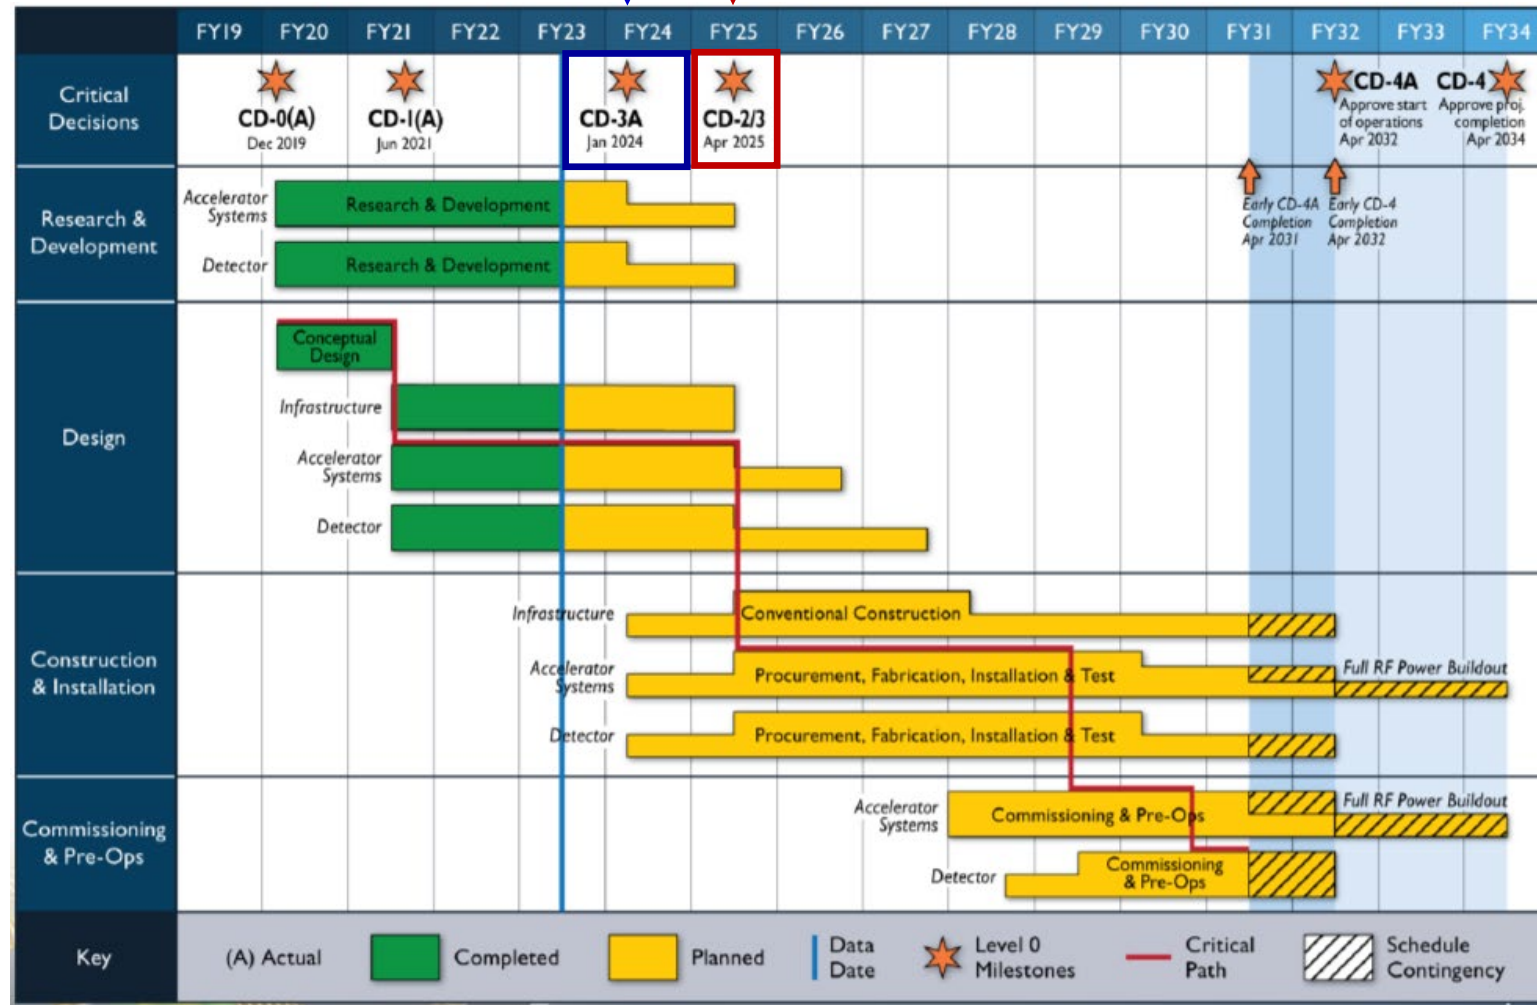 FY19 FY20 FY21 FY22 FY23 FY24 FY25 FY26 FY27 FY28 FY29 FY30 FY31 FY32 FY33 FY34
Critical
Decisions
CD-0(A)
Dec 2019
CD-1(A)
Jun 2021
CD-3A
Jan 2024
CD-2/3
Apr 2025
CD-4A
Approve start
of operations
Apr 2032
CD-4
Approve proj.
completion
Apr 2034
Research &
Development
Accelerator
Systems
Research & Development
Detector
Research & Development
Early CD-4A
Completion
Apr 2031
Early CD-4
Completion
Apr 2032
Design
Conceptual
Design
Infrastructure
Accelerator
Systems
Detector
Construction
& Installation
Infrastructure
Conventional Construction
Accelerator
Systems
Procurement, Fabrication, Installation & Test
Full RF Power Buildout
Detector
Procurement, Fabrication, Installation & Test
Commissioning
& Pre-Ops
Accelerator
Systems
Commissioning & Pre-Ops
Full RF Power Buildout
Detector
Commissioning
& Pre-Ops
Key
(A) Actual
Completed
Planned
Data
Date
Level 0
Milestones
Critical
Path
Schedule
Contingency